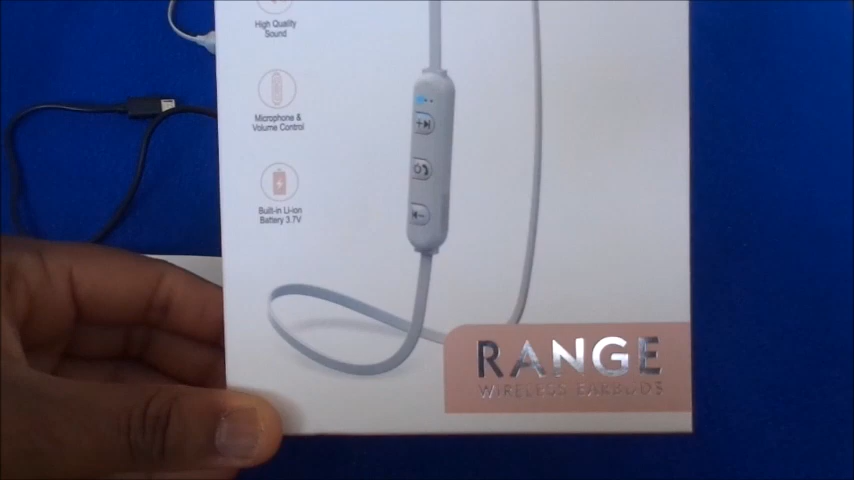 High Quality
Sound
Microphone &
Volume Control
Built-in Li-ion
Battery 3.7V
RANGE
WIRELESS EARBUDS